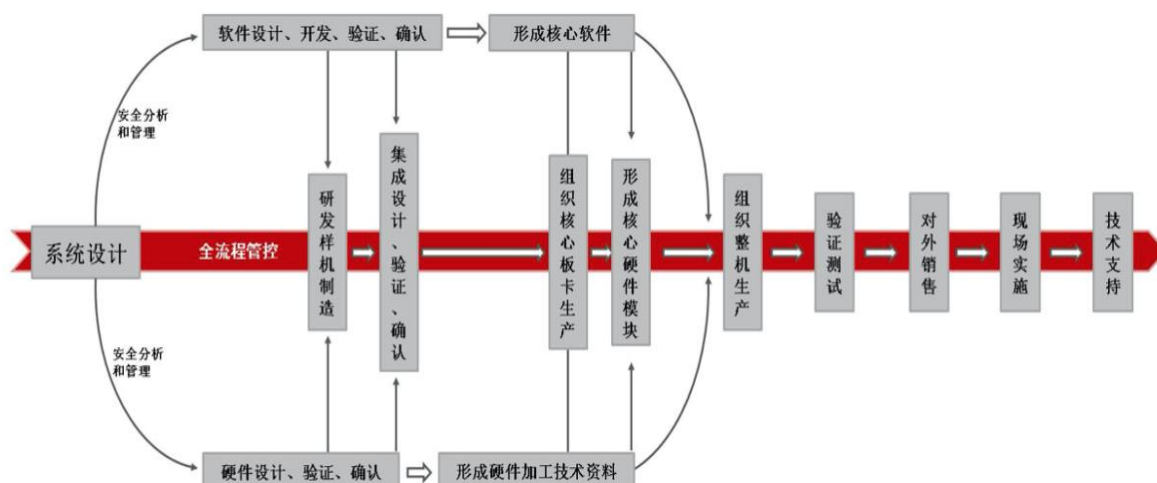 软件设计、开发、验证、确认
形成核心软件
安全分析
和管理
系统设计
全流程管控
研发样机制造
集成设计、验证、确认
组织核心板卡生产
形成核心硬件模块
组织整机生产
验证测试
对外销售
现场实施
技术支持
安全分析
和管理
硬件设计、验证、确认
形成硬件加工技术资料